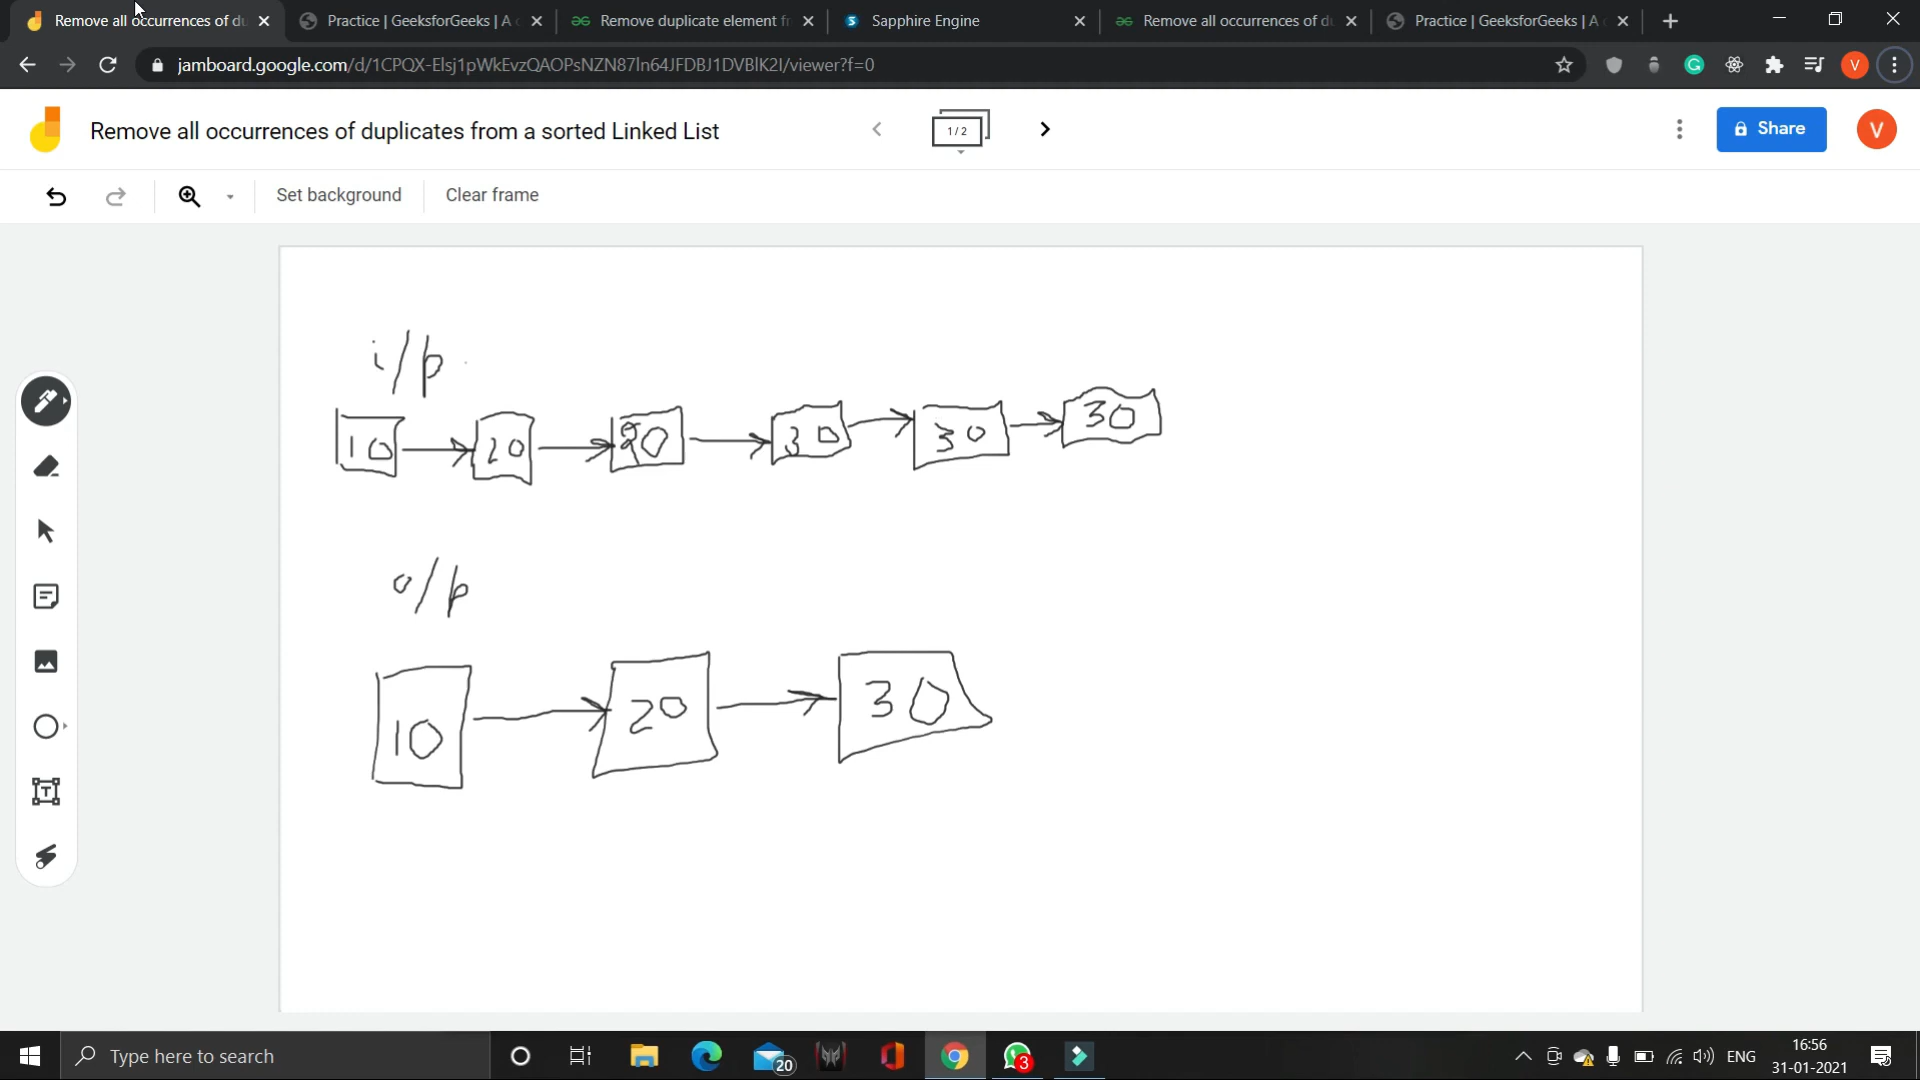 Remove all occurrences of du
Practice | GeeksforGeeks | A c
Remove duplicate element fr
Sapphire Engine
Remove all occurrences of du
Practice | GeeksforGeeks | A c
jamboard.google.com/d/1CPQX-Elsj1pWkEvzQAOPsNZN87ln64JFDBJ1DVBlK2I/viewer?f=0
V
Remove all occurrences of duplicates from a sorted Linked List
1 / 2
Share
V
Set background
Clear frame
i/p
10 20 20 30 30 30
o/p
10 20 30
Type here to search
20
3
ENG
16:56
31-01-2021